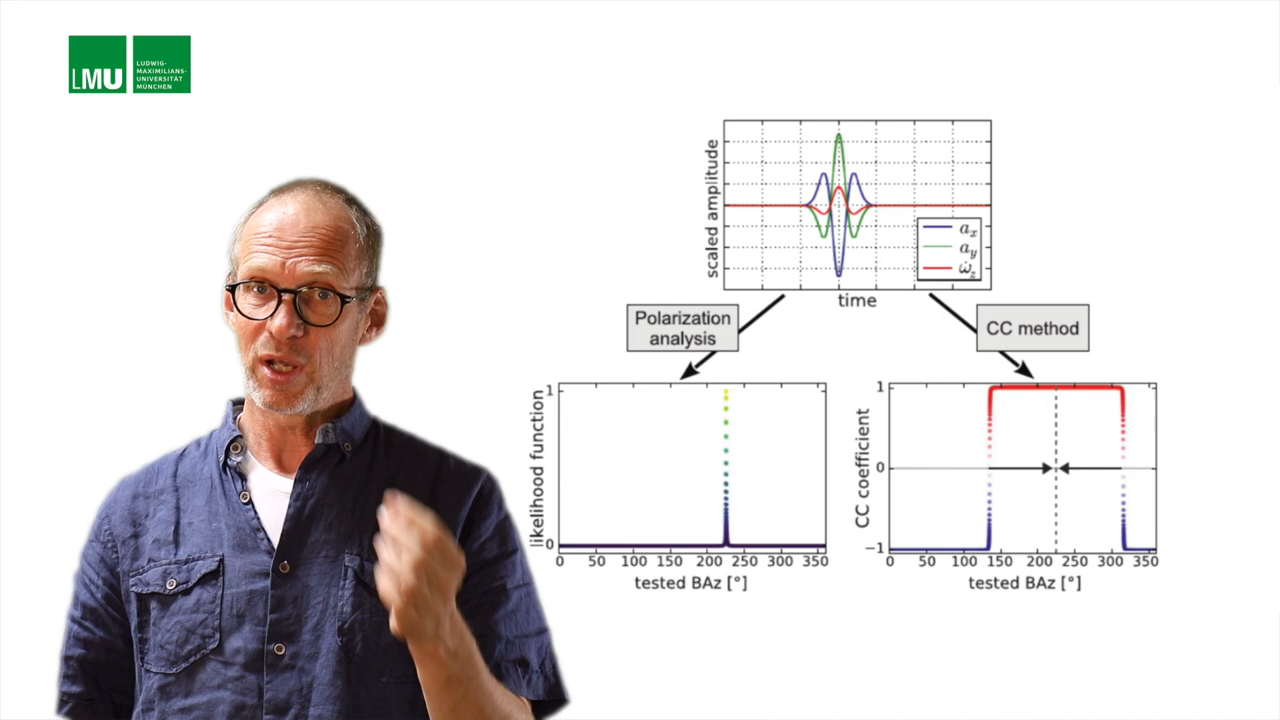 LMU
LUDWIG-
MAXIMILIANS-
UNIVERSITÄT
MÜNCHEN
scaled amplitude
a_x
a_y
ω̇_z
time
Polarization
analysis
CC method
likelihood function
1
0
0 50 100 150 200 250 300 350
tested BAz [°]
CC coefficient
1
0
−1
0 50 100 150 200 250 300 350
tested BAz [°]